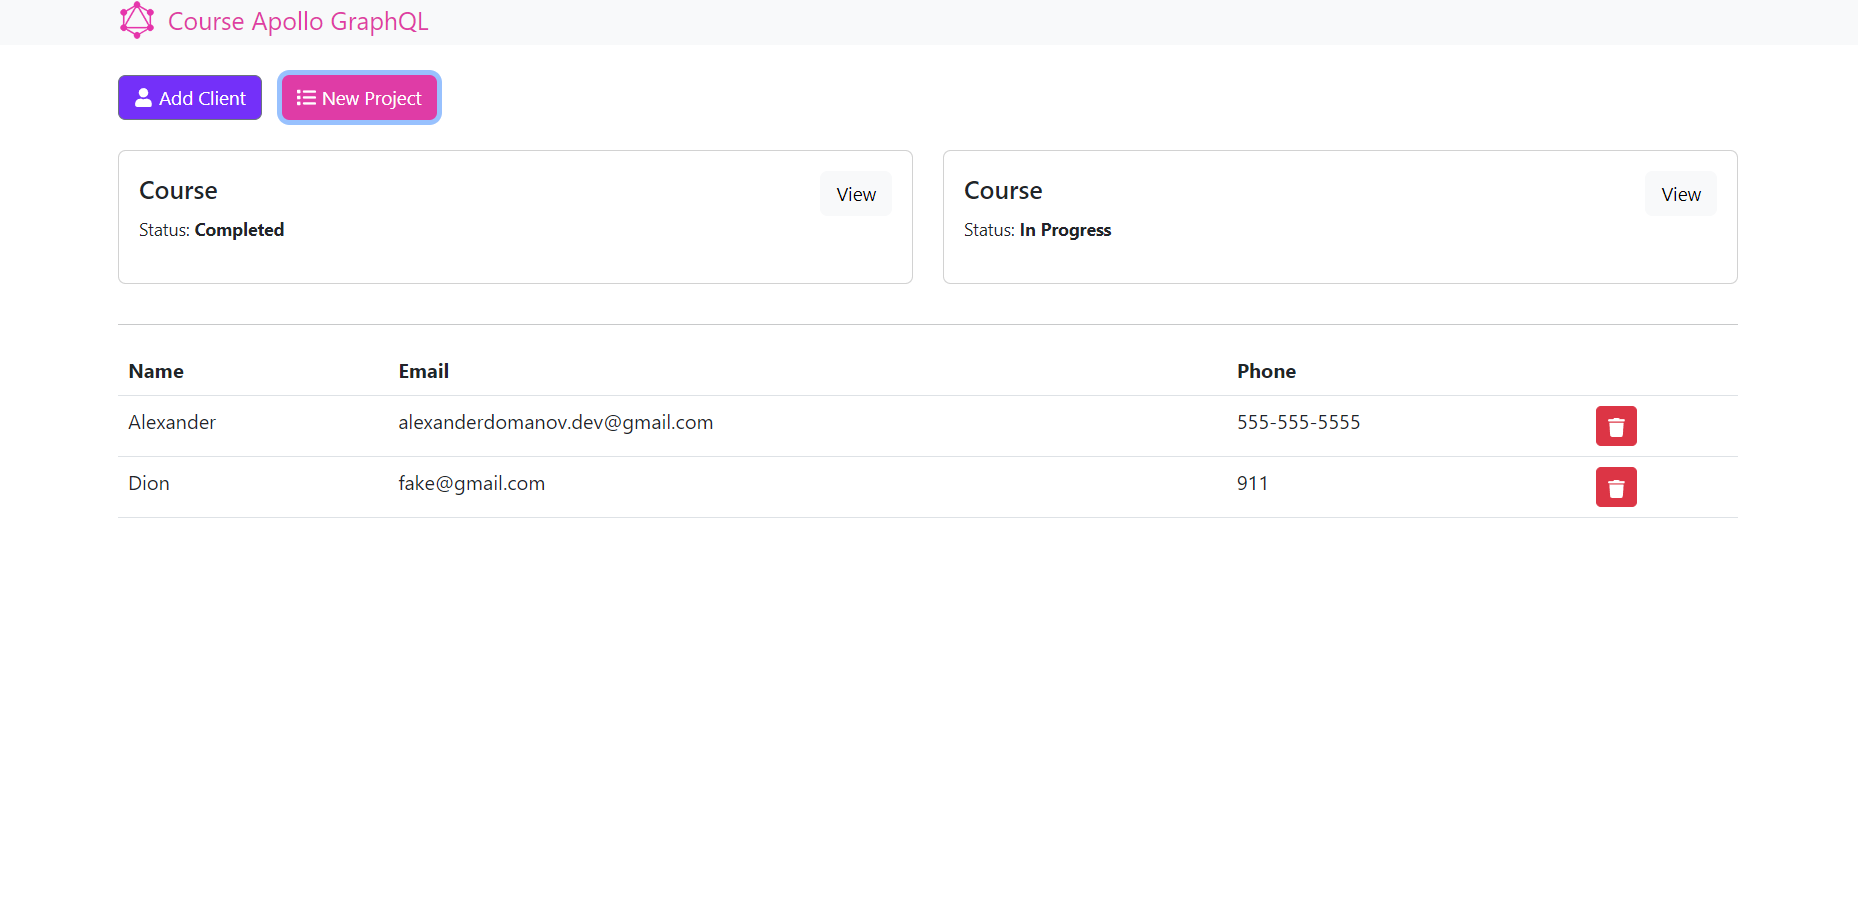 Course Apollo GraphQL
Add Client New Project
Course View
Status: Completed
Course View
Status: In Progress
Name Email Phone
Alexander alexanderdomanov.dev@gmail.com 555-555-5555
Dion fake@gmail.com 911